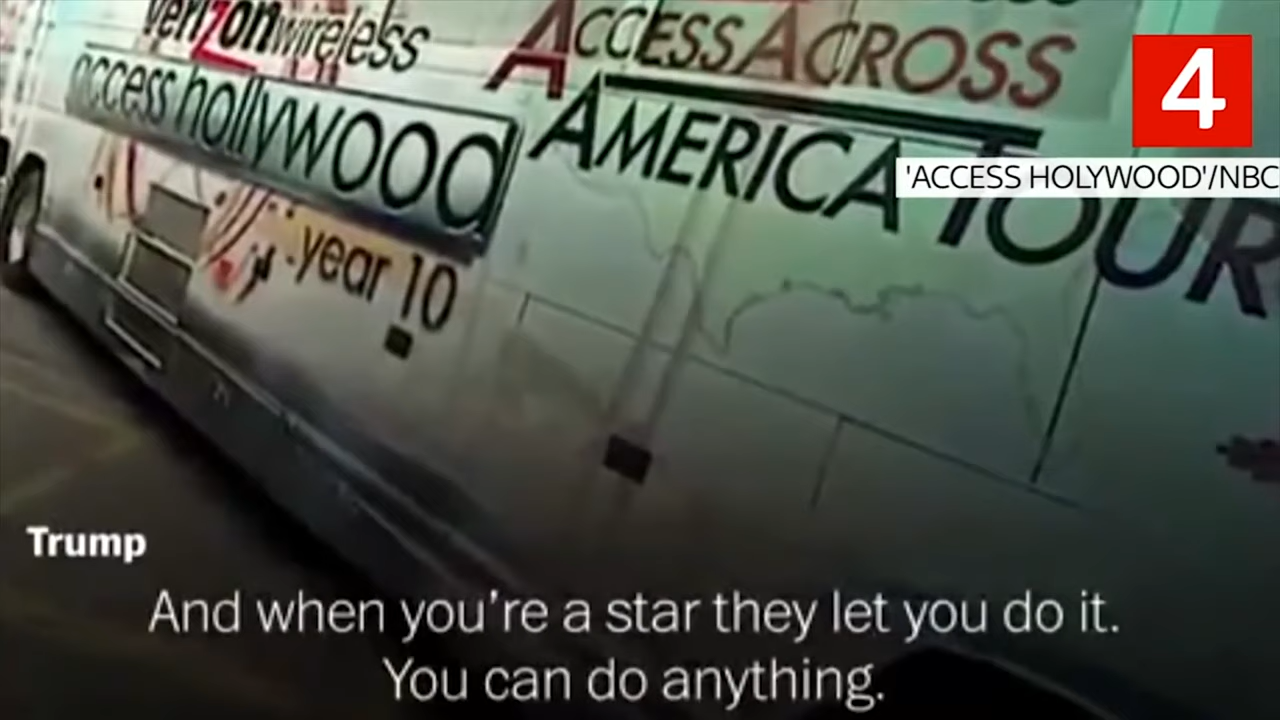 verizonwireless
access hollywood
year 10
ACCESS ACROSS
AMERICA TOUR
4
'ACCESS HOLYWOOD'/NBC
Trump
And when you're a star they let you do it.
You can do anything.